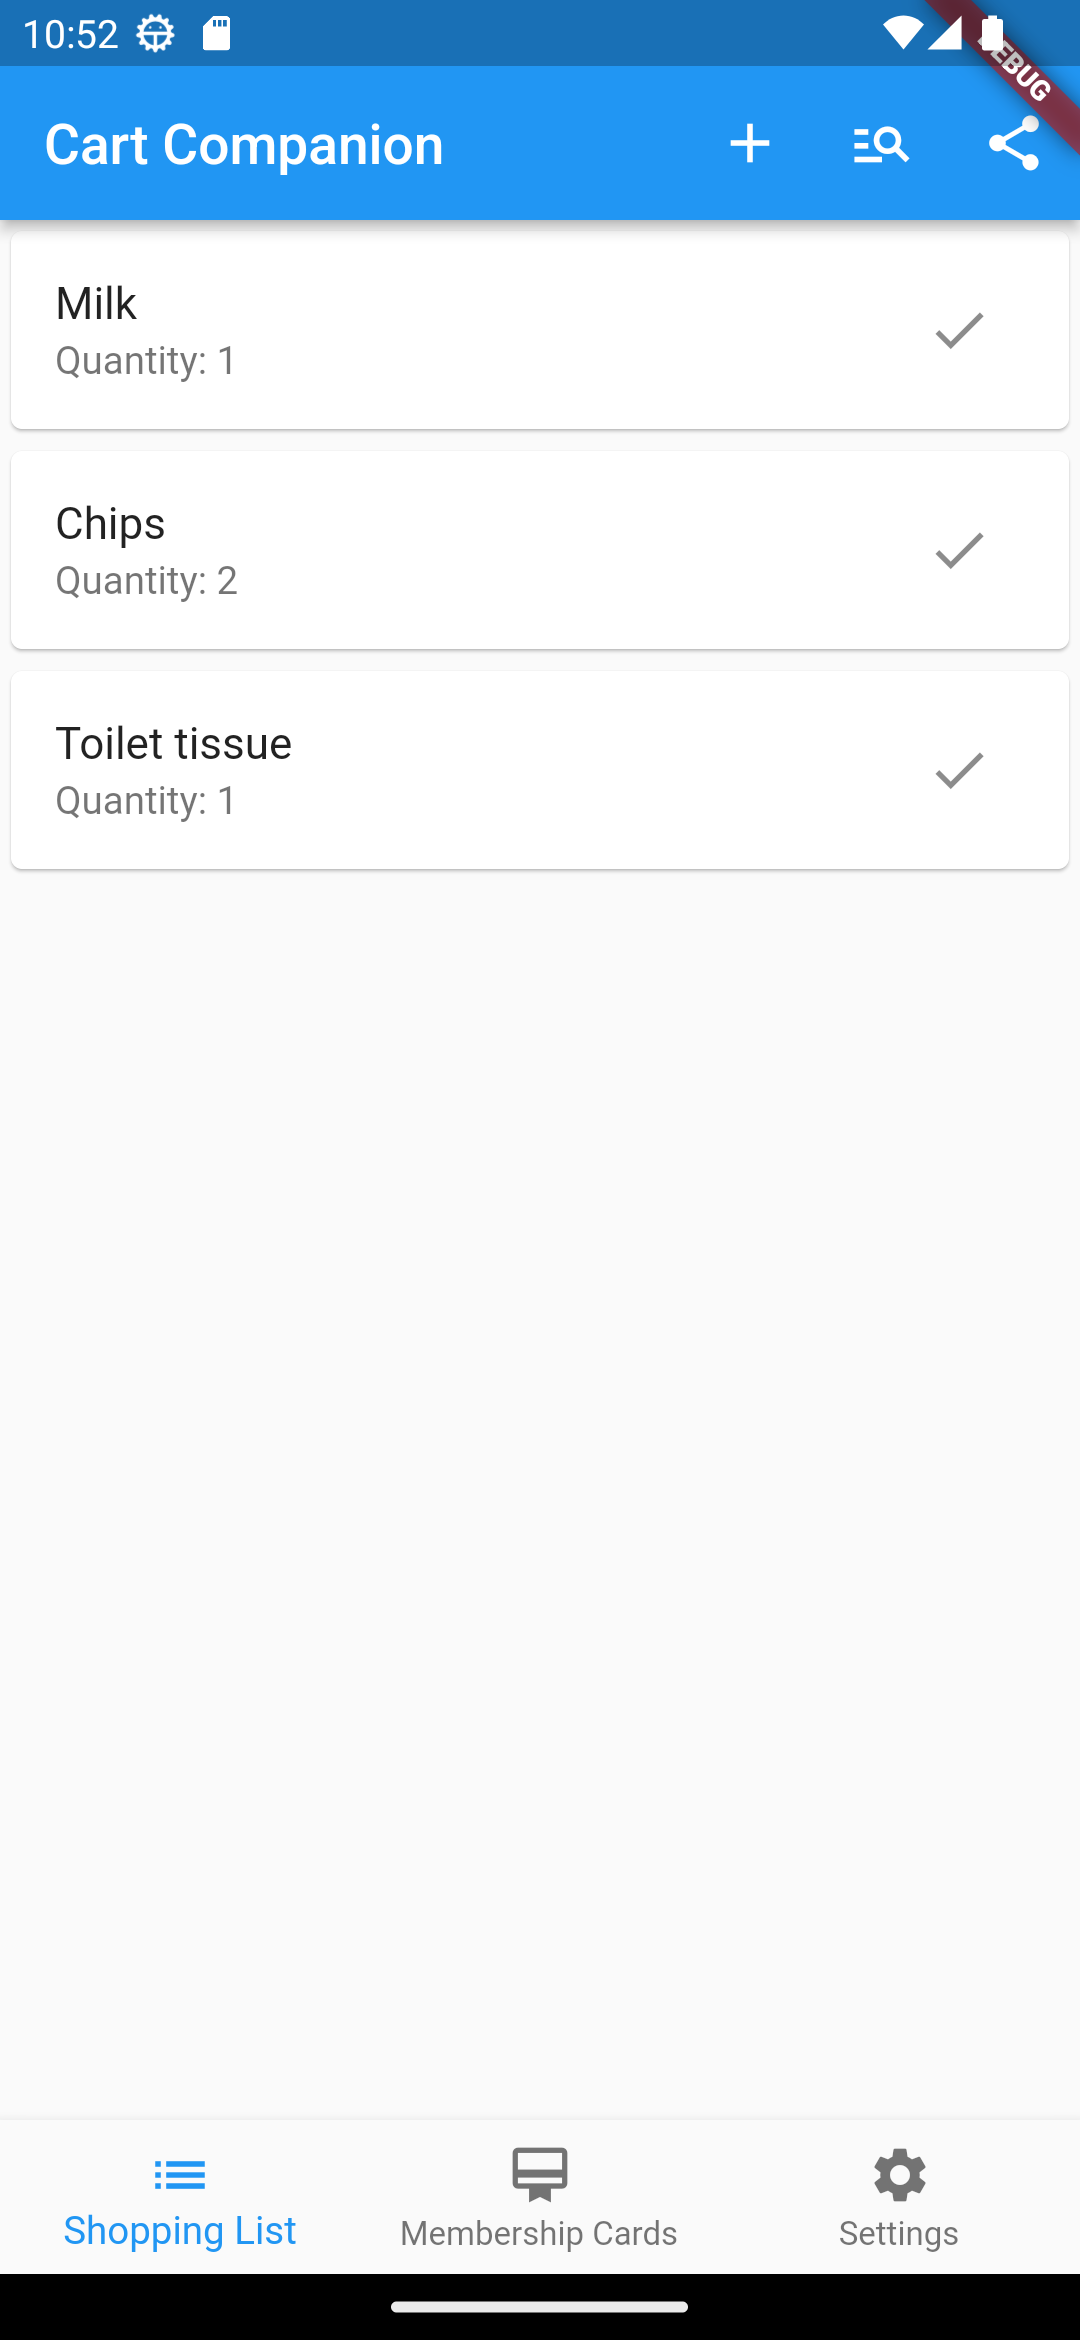 10:52
DEBUG
Cart Companion
Milk
Quantity: 1
Chips
Quantity: 2
Toilet tissue
Quantity: 1
Shopping List
Membership Cards
Settings